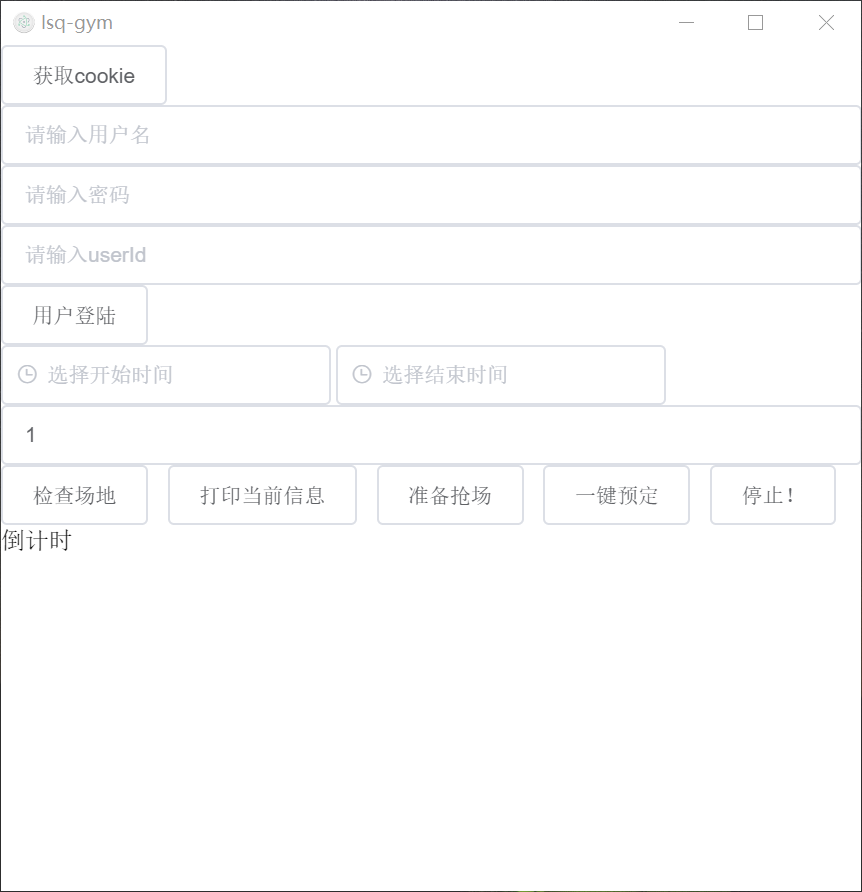 lsq-gym
获取cookie
请输入用户名
请输入密码
请输入userId
用户登陆
选择开始时间 选择结束时间
1
检查场地 打印当前信息 准备抢场 一键预定 停止！
倒计时